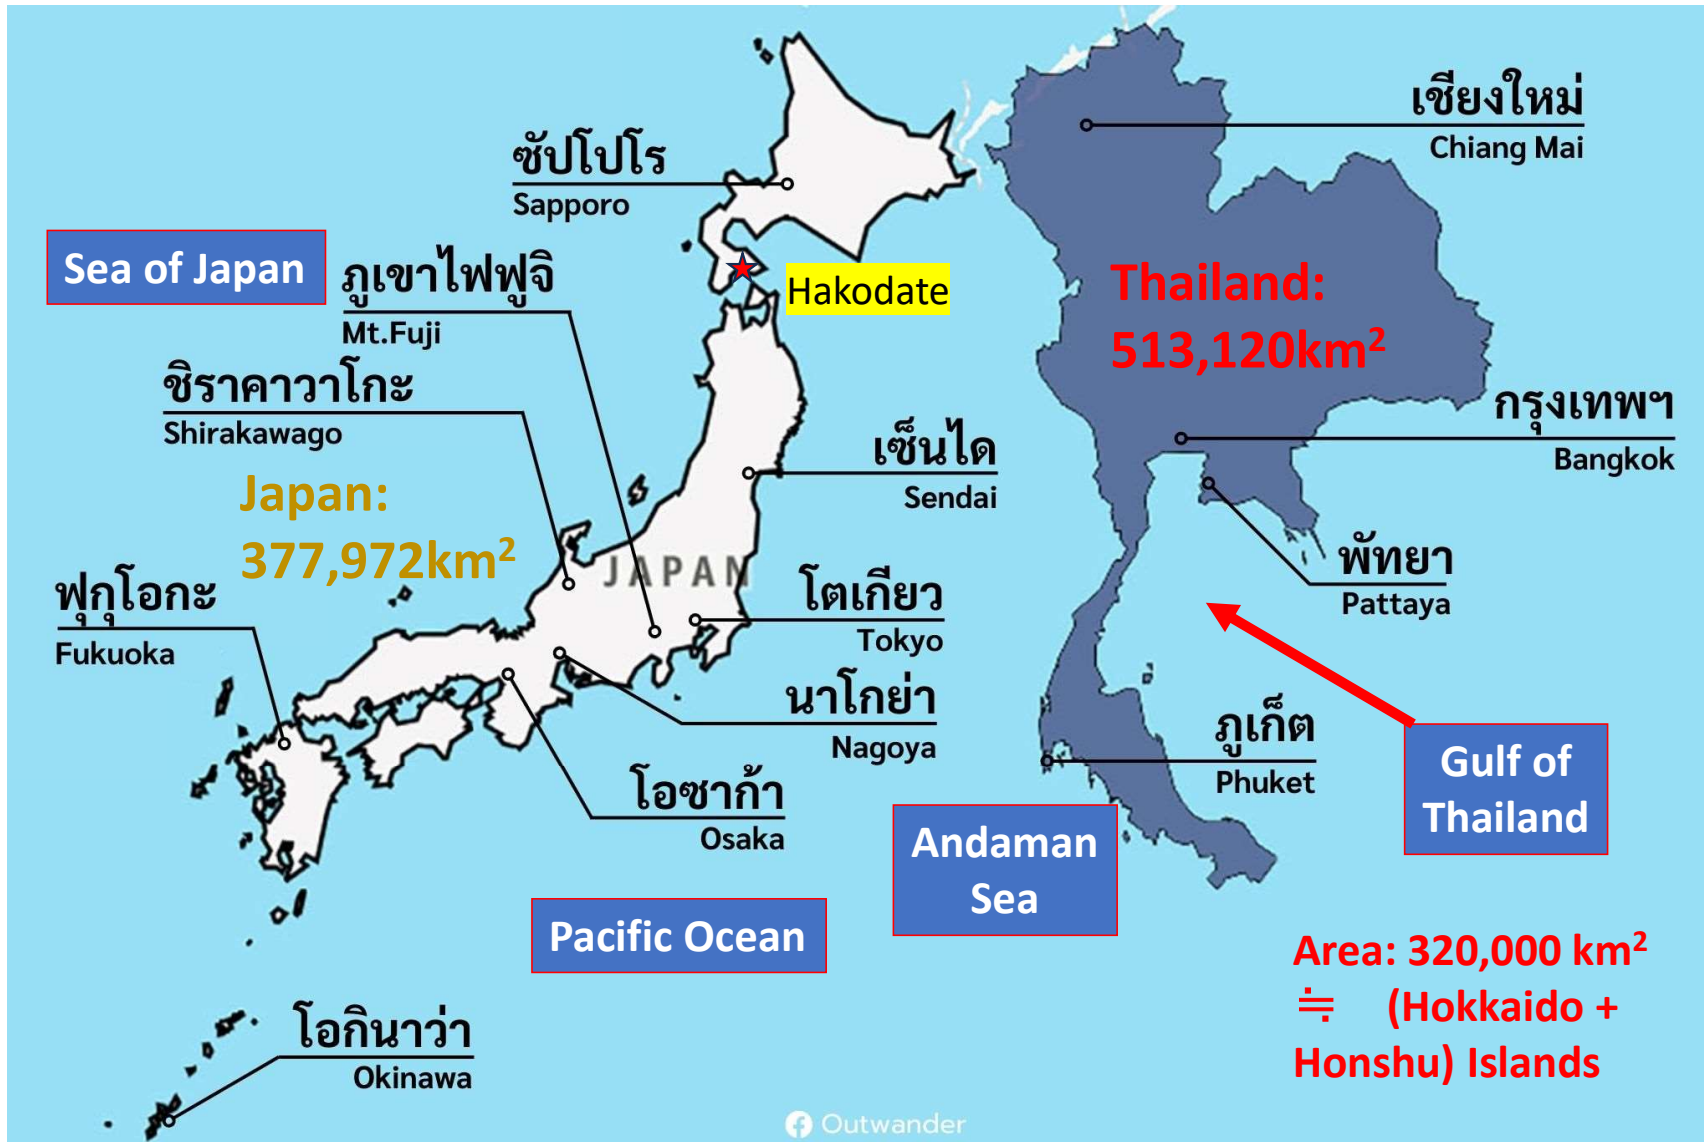 เชียงใหม่
Chiang Mai
ซัปโปโร
Sapporo
Sea of Japan
ภูเขาไฟฟูจิ
Mt.Fuji
Hakodate
Thailand:
513,120km²
ชิราคาวาโกะ
Shirakawago
กรุงเทพฯ
Bangkok
เซ็นได
Sendai
Japan:
377,972km²
JAPAN
พัทยา
Pattaya
ฟุกุโอกะ
Fukuoka
โตเกียว
Tokyo
นาโกย่า
Nagoya
ภูเก็ต
Phuket
Gulf of
Thailand
โอซาก้า
Osaka
Andaman
Sea
Pacific Ocean
Area: 320,000 km²
≒ (Hokkaido +
Honshu) Islands
โอกินาว่า
Okinawa
Outwander